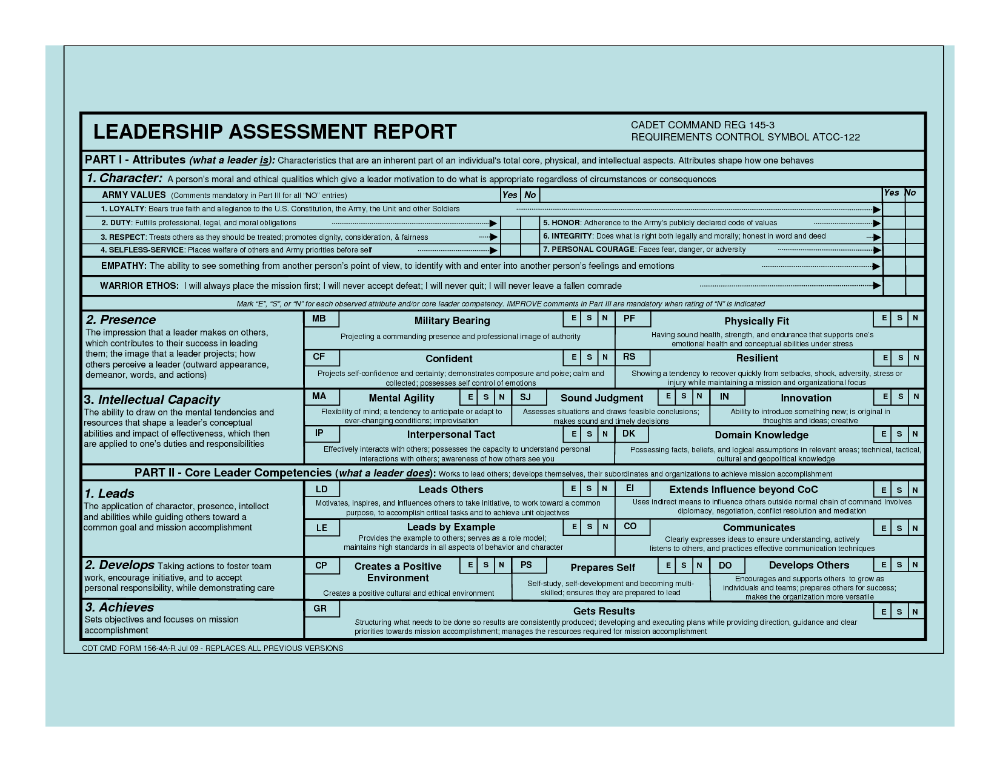 LEADERSHIP ASSESSMENT REPORT
CADET COMMAND REG 145-3
REQUIREMENTS CONTROL SYMBOL ATCC-122
PART I - Attributes (what a leader is): Characteristics that are an inherent part of an individual's total core, physical, and intellectual aspects. Attributes shape how one behaves
1. Character: A person's moral and ethical qualities which give a leader motivation to do what is appropriate regardless of circumstances or consequences
ARMY VALUES (Comments mandatory in Part III for all “NO” entries) Yes No Yes No
1. LOYALTY: Bears true faith and allegiance to the U.S. Constitution, the Army, the Unit and other Soldiers
2. DUTY: Fulfills professional, legal, and moral obligations
5. HONOR: Adherence to the Army's publicly declared code of values
3. RESPECT: Treats others as they should be treated; promotes dignity, consideration, & fairness
6. INTEGRITY: Does what is right both legally and morally; honest in word and deed
4. SELFLESS-SERVICE: Places welfare of others and Army priorities before self
7. PERSONAL COURAGE: Faces fear, danger, or adversity
EMPATHY: The ability to see something from another person's point of view, to identify with and enter into another person's feelings and emotions
WARRIOR ETHOS: I will always place the mission first; I will never accept defeat; I will never quit; I will never leave a fallen comrade
Mark “E”, “S”, or “N” for each observed attribute and/or core leader competency. IMPROVE comments in Part III are mandatory when rating of “N” is indicated
2. Presence
The impression that a leader makes on others,
which contributes to their success in leading
them; the image that a leader projects; how
others perceive a leader (outward appearance,
demeanor, words, and actions)
MB Military Bearing E S N
Projecting a commanding presence and professional image of authority
PF Physically Fit E S N
Having sound health, strength, and endurance that supports one's
emotional health and conceptual abilities under stress
CF Confident E S N
Projects self-confidence and certainty; demonstrates composure and poise; calm and
collected; possesses self control of emotions
RS Resilient E S N
Showing a tendency to recover quickly from setbacks, shock, adversity, stress or
injury while maintaining a mission and organizational focus
3. Intellectual Capacity
The ability to draw on the mental tendencies and
resources that shape a leader's conceptual
abilities and impact of effectiveness, which then
are applied to one's duties and responsibilities
MA Mental Agility E S N
Flexibility of mind; a tendency to anticipate or adapt to
ever-changing conditions; improvisation
SJ Sound Judgment E S N
Assesses situations and draws feasible conclusions;
makes sound and timely decisions
IN Innovation E S N
Ability to introduce something new; is original in
thoughts and ideas; creative
IP Interpersonal Tact E S N
Effectively interacts with others; possesses the capacity to understand personal
interactions with others; awareness of how others see you
DK Domain Knowledge E S N
Possessing facts, beliefs, and logical assumptions in relevant areas; technical, tactical,
cultural and geopolitical knowledge
PART II - Core Leader Competencies (what a leader does): Works to lead others; develops themselves, their subordinates and organizations to achieve mission accomplishment
1. Leads
The application of character, presence, intellect
and abilities while guiding others toward a
common goal and mission accomplishment
LD Leads Others E S N
Motivates, inspires, and influences others to take initiative, to work toward a common
purpose, to accomplish critical tasks and to achieve unit objectives
EI Extends Influence beyond CoC E S N
Uses indirect means to influence others outside normal chain of command Involves
diplomacy, negotiation, conflict resolution and mediation
LE Leads by Example E S N
Provides the example to others; serves as a role model;
maintains high standards in all aspects of behavior and character
CO Communicates E S N
Clearly expresses ideas to ensure understanding, actively
listens to others, and practices effective communication techniques
2. Develops Taking actions to foster team
work, encourage initiative, and to accept
personal responsibility, while demonstrating care
CP Creates a Positive E S N
Environment
Creates a positive cultural and ethical environment
PS Prepares Self E S N
Self-study, self-development and becoming multi-
skilled; ensures they are prepared to lead
DO Develops Others E S N
Encourages and supports others to grow as
individuals and teams; prepares others for success;
makes the organization more versatile
3. Achieves
Sets objectives and focuses on mission
accomplishment
GR Gets Results E S N
Structuring what needs to be done so results are consistently produced; developing and executing plans while providing direction, guidance and clear
priorities towards mission accomplishment; manages the resources required for mission accomplishment
CDT CMD FORM 156-4A-R Jul 09 - REPLACES ALL PREVIOUS VERSIONS